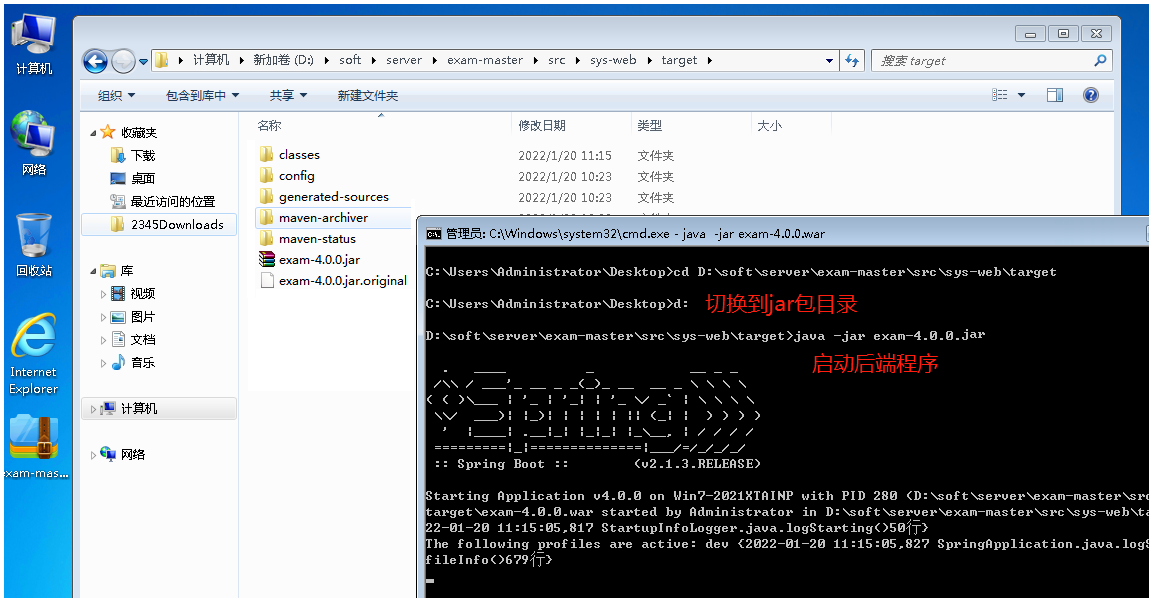 计算机
网络
回收站
Internet
Explorer
exam-mas...
计算机 新加卷 (D:) soft server exam-master src sys-web target
搜索 target
组织 包含到库中 共享 新建文件夹
收藏夹
下载
桌面
最近访问的位置
2345Downloads
库
视频
图片
文档
音乐
计算机
网络
名称 修改日期 类型 大小
classes 2022/1/20 11:15 文件夹
config 2022/1/20 10:23 文件夹
generated-sources 2022/1/20 10:23 文件夹
maven-archiver
maven-status
exam-4.0.0.jar
exam-4.0.0.jar.original
管理员: C:\Windows\system32\cmd.exe - java -jar exam-4.0.0.war
C:\Users\Administrator\Desktop>cd D:\soft\server\exam-master\src\sys-web\target
C:\Users\Administrator\Desktop>d: 切换到jar包目录
D:\soft\server\exam-master\src\sys-web\target>java -jar exam-4.0.0.jar
启动后端程序
:: Spring Boot :: (v2.1.3.RELEASE)
Starting Application v4.0.0 on Win7-2021XTAINP with PID 280 (D:\soft\server\exam-master\src
target\exam-4.0.0.war started by Administrator in D:\soft\server\exam-master\src\sys-web\ta
22-01-20 11:15:05,817 StartupInfoLogger.java.logStarting()50行}
The following profiles are active: dev {2022-01-20 11:15:05,827 SpringApplication.java.logS
fileInfo()679行}